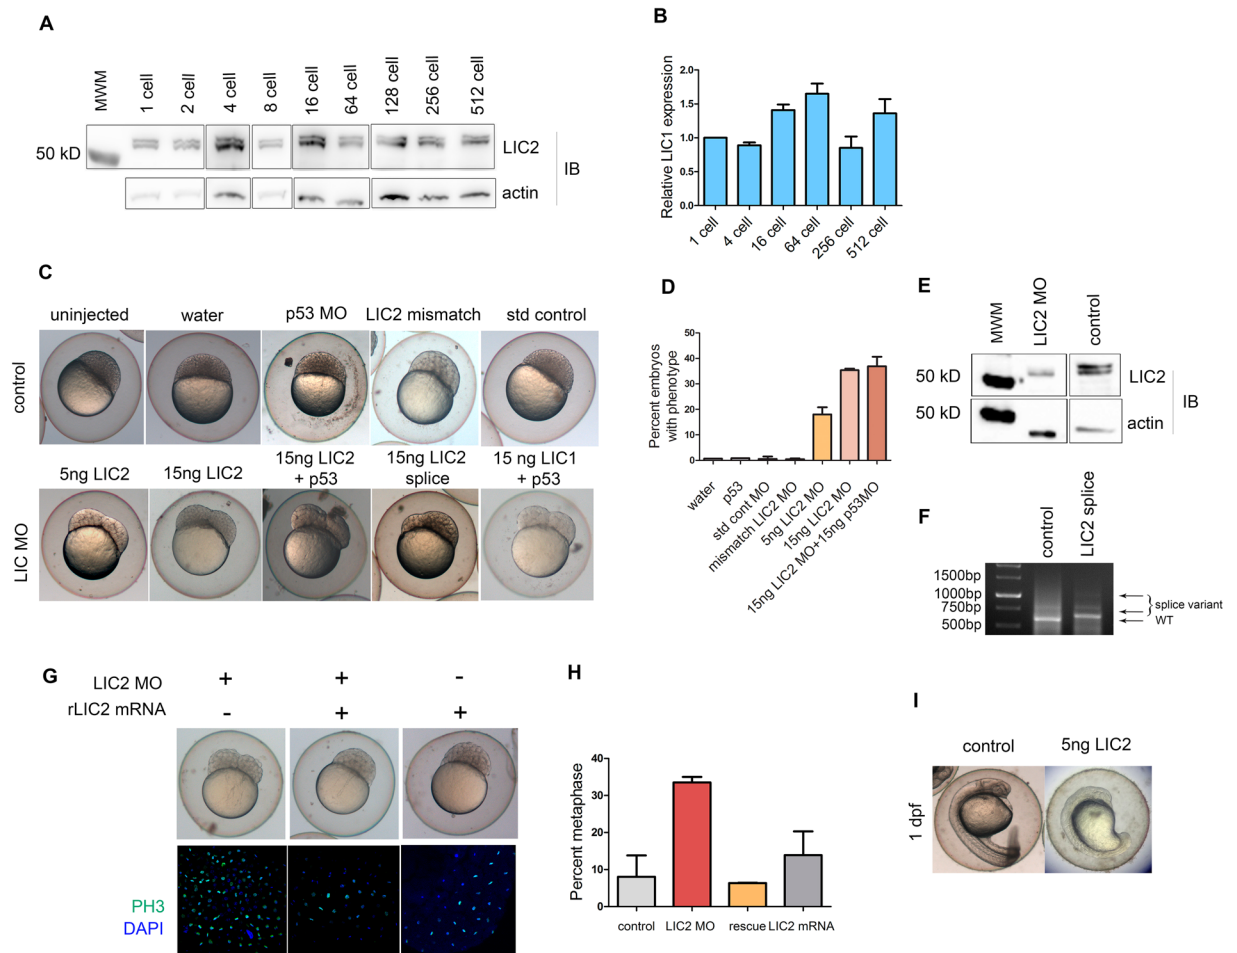 A
MWM
1 cell
2 cell
4 cell
8 cell
16 cell
64 cell
128 cell
256 cell
512 cell
50 kD
LIC2
actin
IB
B
Relative LIC1 expression
2.0
1.5
1.0
0.5
0.0
1 cell
4 cell
16 cell
64 cell
256 cell
512 cell
C
uninjected
water
p53 MO
LIC2 mismatch
std control
control
5ng LIC2
15ng LIC2
15ng LIC2
+ p53
15ng LIC2
splice
15 ng LIC1
+ p53
LIC MO
D
Percent embryos
with phenotype
50
40
30
20
10
0
water
p53
std cont MO
mismatch LIC2 MO
5ng LIC2 MO
15ng LIC2 MO
15ng LIC2 MO+15ng p53MO
E
MWM
LIC2 MO
control
50 kD
LIC2
50 kD
actin
IB
F
control
LIC2 splice
1500bp
1000bp
750bp
500bp
splice variant
WT
G
LIC2 MO
+
+
-
rLIC2 mRNA
-
+
+
PH3
DAPI
H
Percent metaphase
40
30
20
10
0
control
LIC2 MO
rescue
LIC2 mRNA
I
control
5ng LIC2
1 dpf